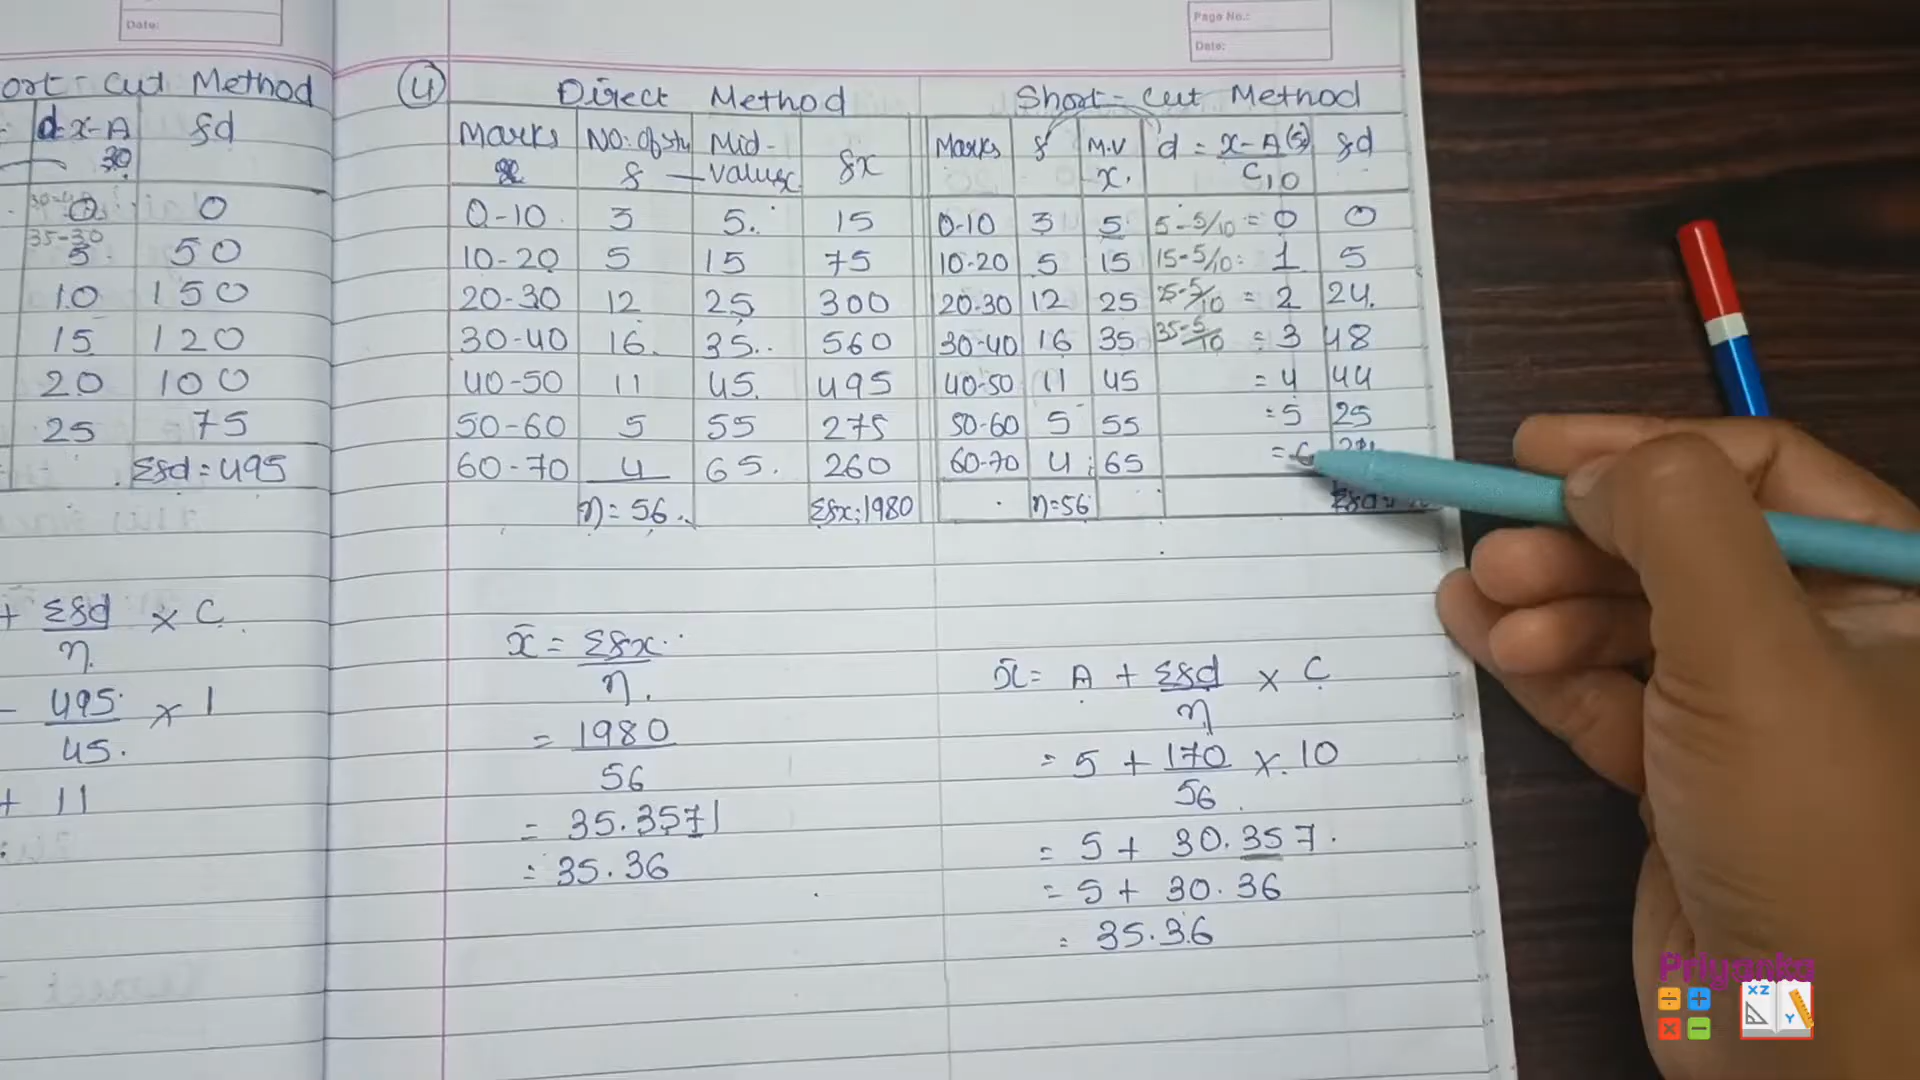 Date:
Page No.:
Date:
ort-cut Method
d=x-A fd
30
0 0
35-30
5. 50
10 150
15 120
20 100
25 75
Σfd=495
+ Σfd × C
η
495 × 1
45.
+ 11
4
Direct Method
Marks No: of stu Mid- fx
x f values
0-10 3 5. 15
10-20 5 15 75
20-30 12 25 300
30-40 16. 35.. 560
40-50 11 45. 495
50-60 5 55 275
60-70 4 65. 260
η=56. Σfx:1980
Short-cut Method
Marks f M.V d = x-A(5) fd
x. C,10
0-10 3 5 5-5/10 = 0 0
10-20 5 15 15-5/10 = 1 5
20-30 12 25 25-5/10 = 2 24.
30-40 16 35 35-5/10 = 3 48
40-50 11 45 = 4 44
50-60 5 55 = 5 25
60-70 4 65 =
η=56
x̄ = Σfx
η.
= 1980
56
= 35.3571
= 35.36
x̄ = A + Σfd × C
η
= 5 + 170 × 10
56
= 5 + 30.357.
= 5 + 30.36
= 35.36
Priyanka
XZ
Y